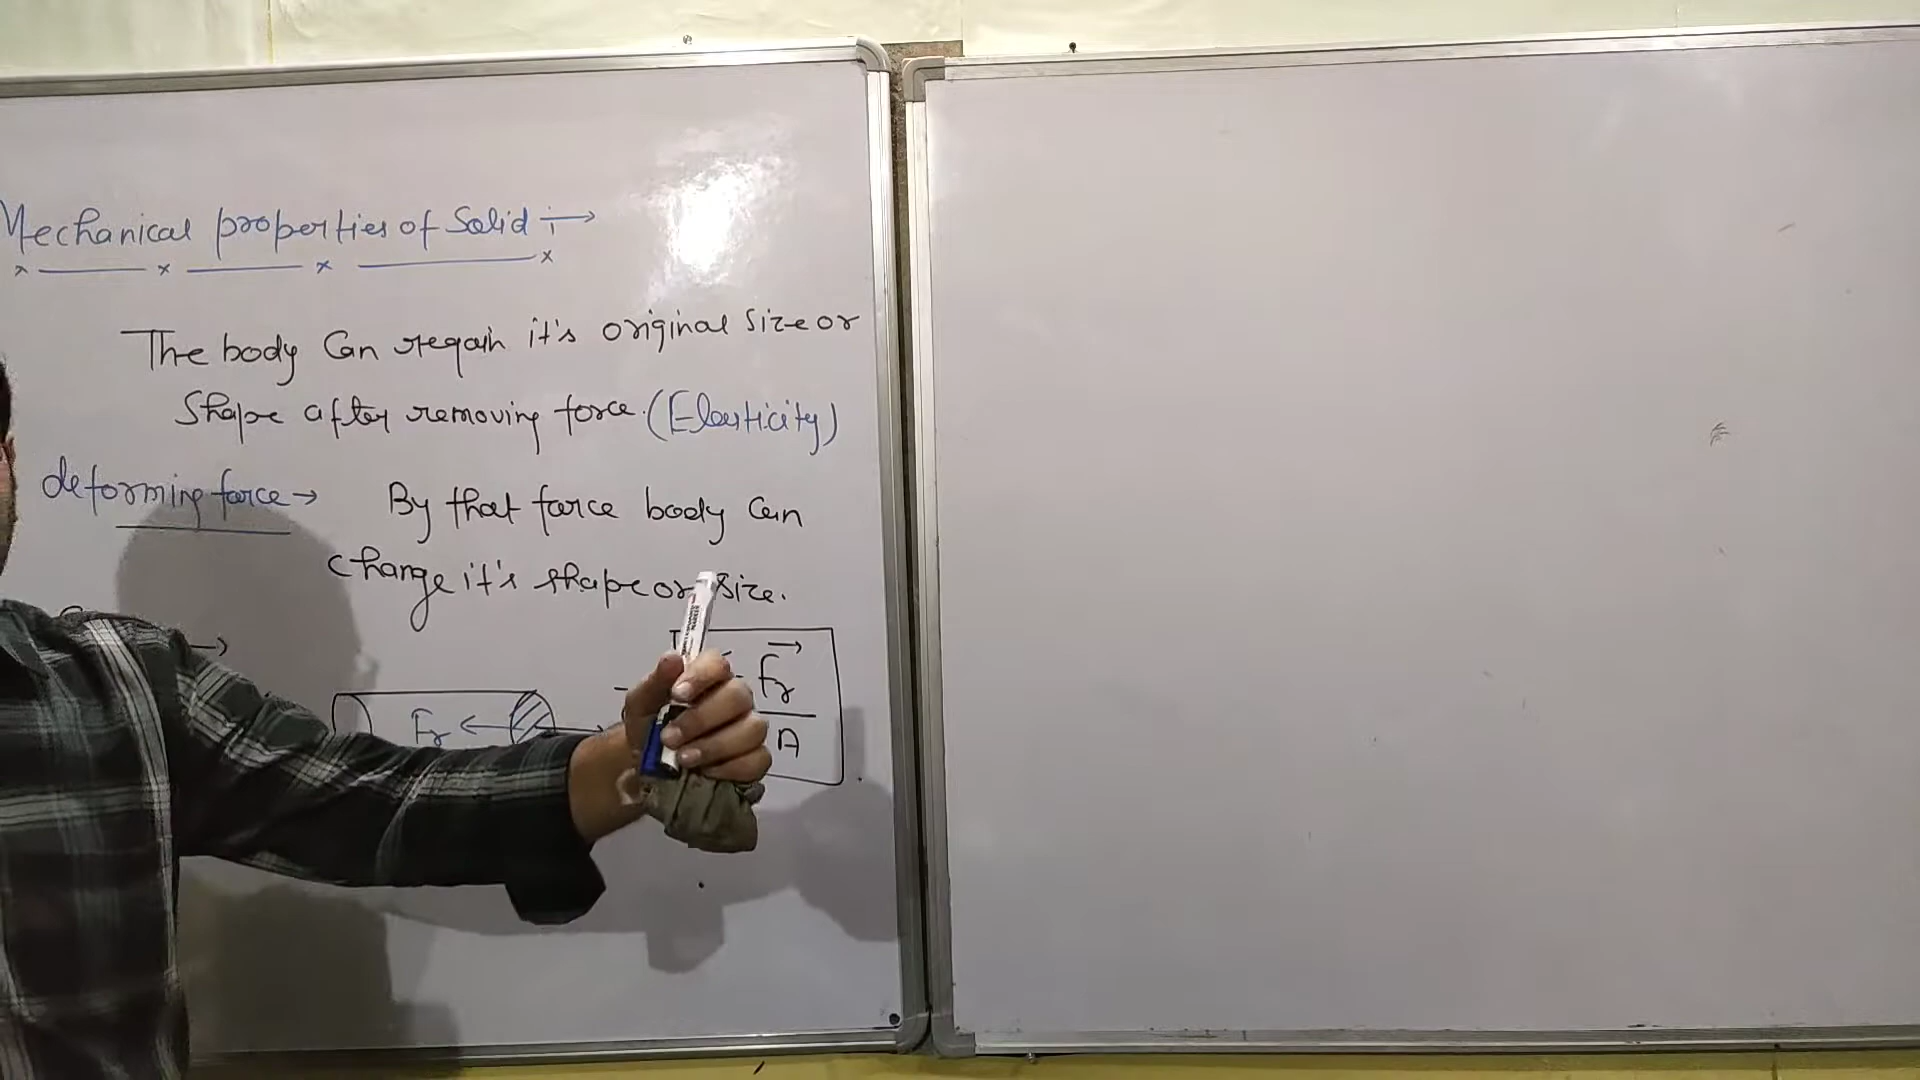 Mechanical properties of Solid :→
The body Can regain it's original Size or
Shape after removing force. (Elasticity)
deforming force → By that force body Can
change it's shape or size.
→
Fr
Fr
A